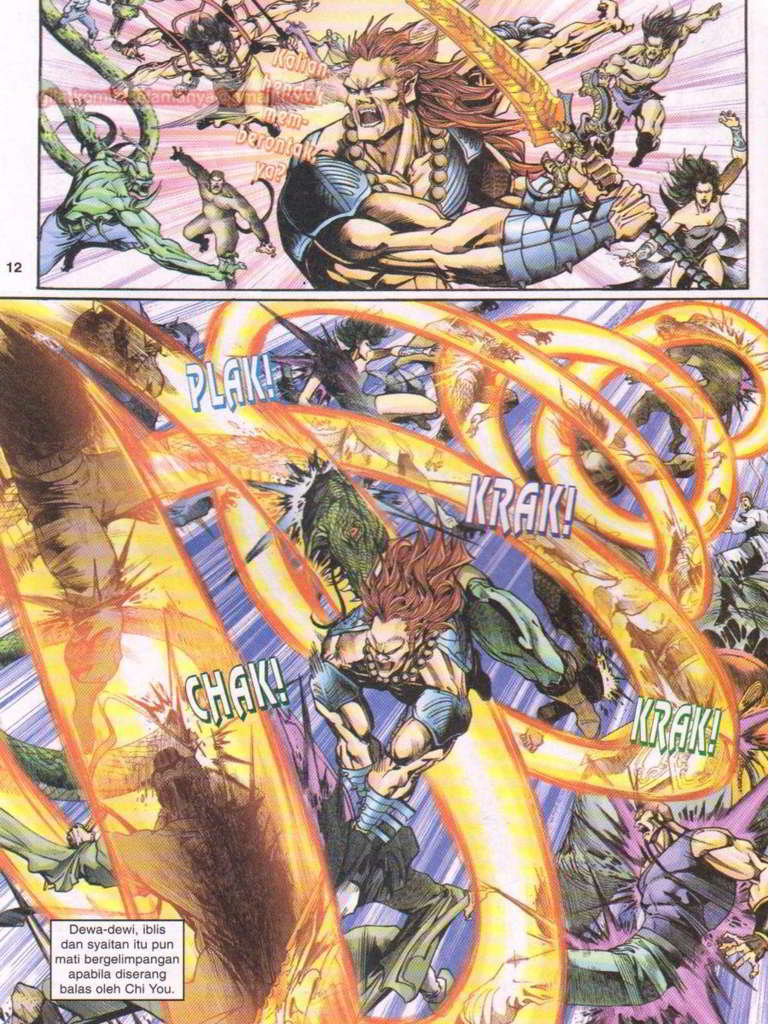 Kalian
hendak
mem-
berontak
ya?
12
PLAK!
KRAK!
CHAK!
KRAK!
Dewa-dewi, iblis
dan syaitan itu pun
mati bergelimpangan
apabila diserang
balas oleh Chi You.